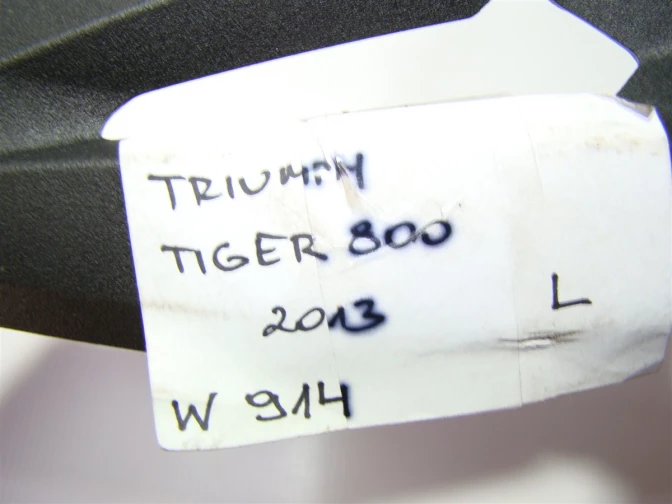 TRIUMPH
TIGER 800
2013
L
W 914